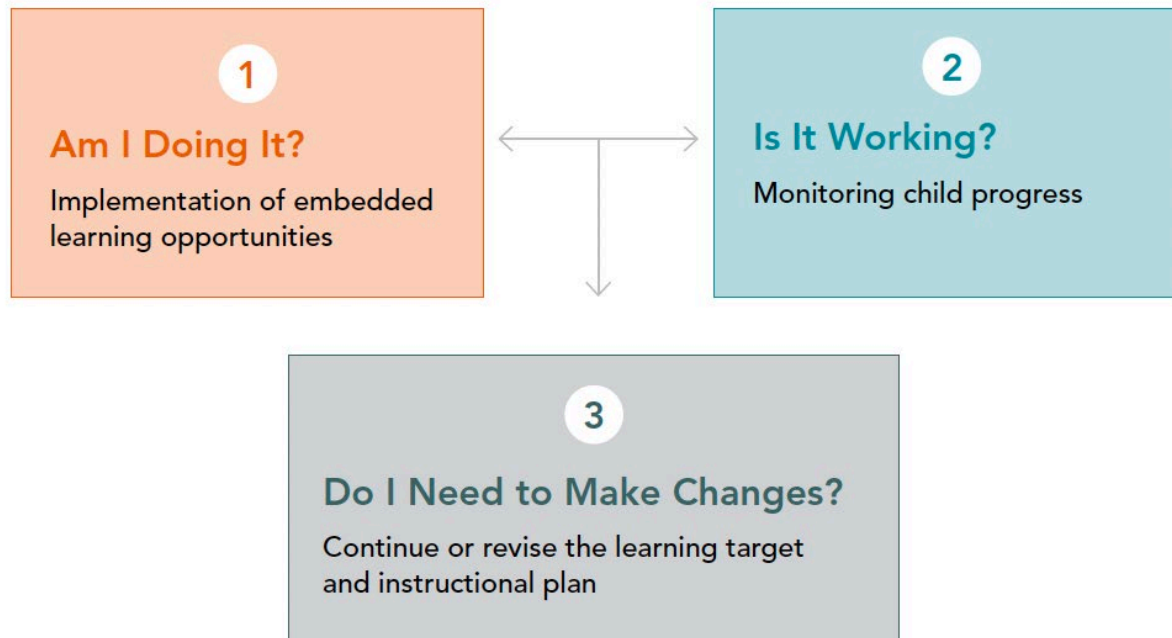 1
Am I Doing It?
Implementation of embedded
learning opportunities
2
Is It Working?
Monitoring child progress
3
Do I Need to Make Changes?
Continue or revise the learning target
and instructional plan